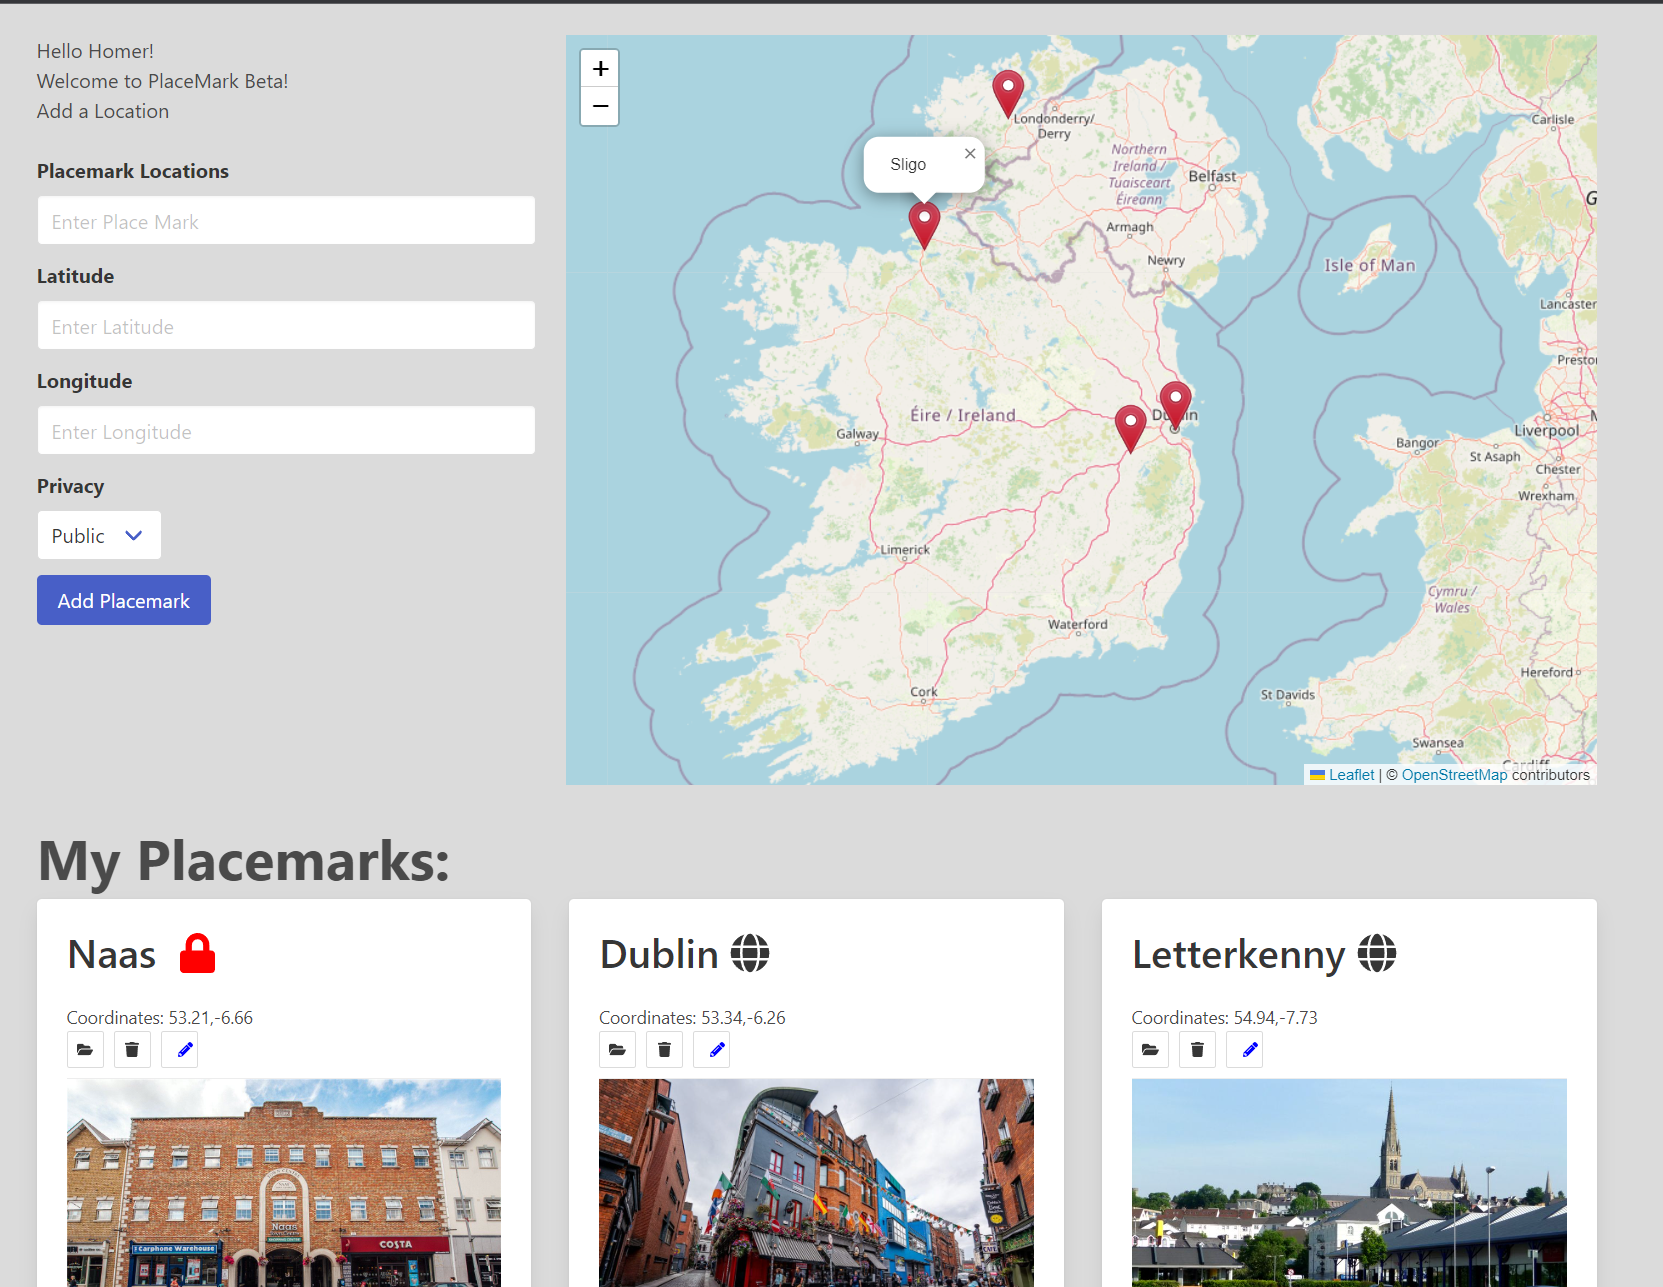 Hello Homer!
Welcome to PlaceMark Beta!
Add a Location
Placemark Locations
Enter Place Mark
Latitude
Enter Latitude
Longitude
Enter Longitude
Privacy
Public
Add Placemark
+
−
Sligo
×
Londonderry/
Derry
Northern
Ireland /
Tuaisceart
Éireann
Belfast
Armagh
Newry
Carlisle
Isle of Man
Lancaster
Éire / Ireland
Galway
Limerick
Waterford
Cork
Bangor
St Asaph
Liverpool
Chester
Wrexham
Cymru /
Wales
Hereford
St Davids
Swansea
Leaflet | © OpenStreetMap contributors
My Placemarks:
Naas
Coordinates: 53.21,-6.66
Naas
Carphone Warehouse
COSTA
Dublin
Coordinates: 53.34,-6.26
Letterkenny
Coordinates: 54.94,-7.73